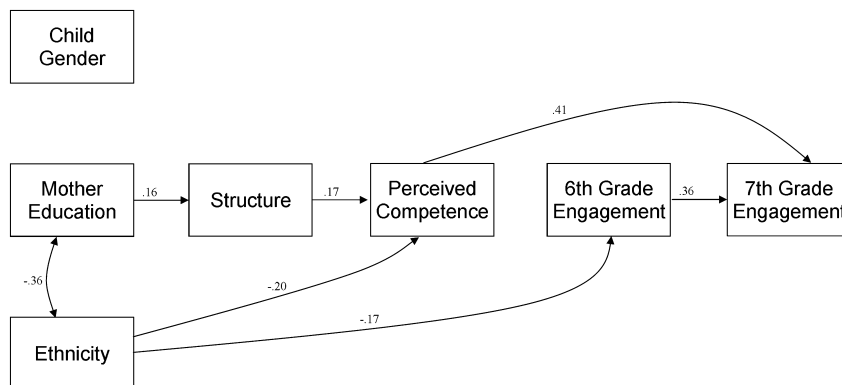 Child
Gender
.41
Mother
Education
.16
Structure
.17
Perceived
Competence
6th Grade
Engagement
.36
7th Grade
Engagement
-.36
-.20
-.17
Ethnicity